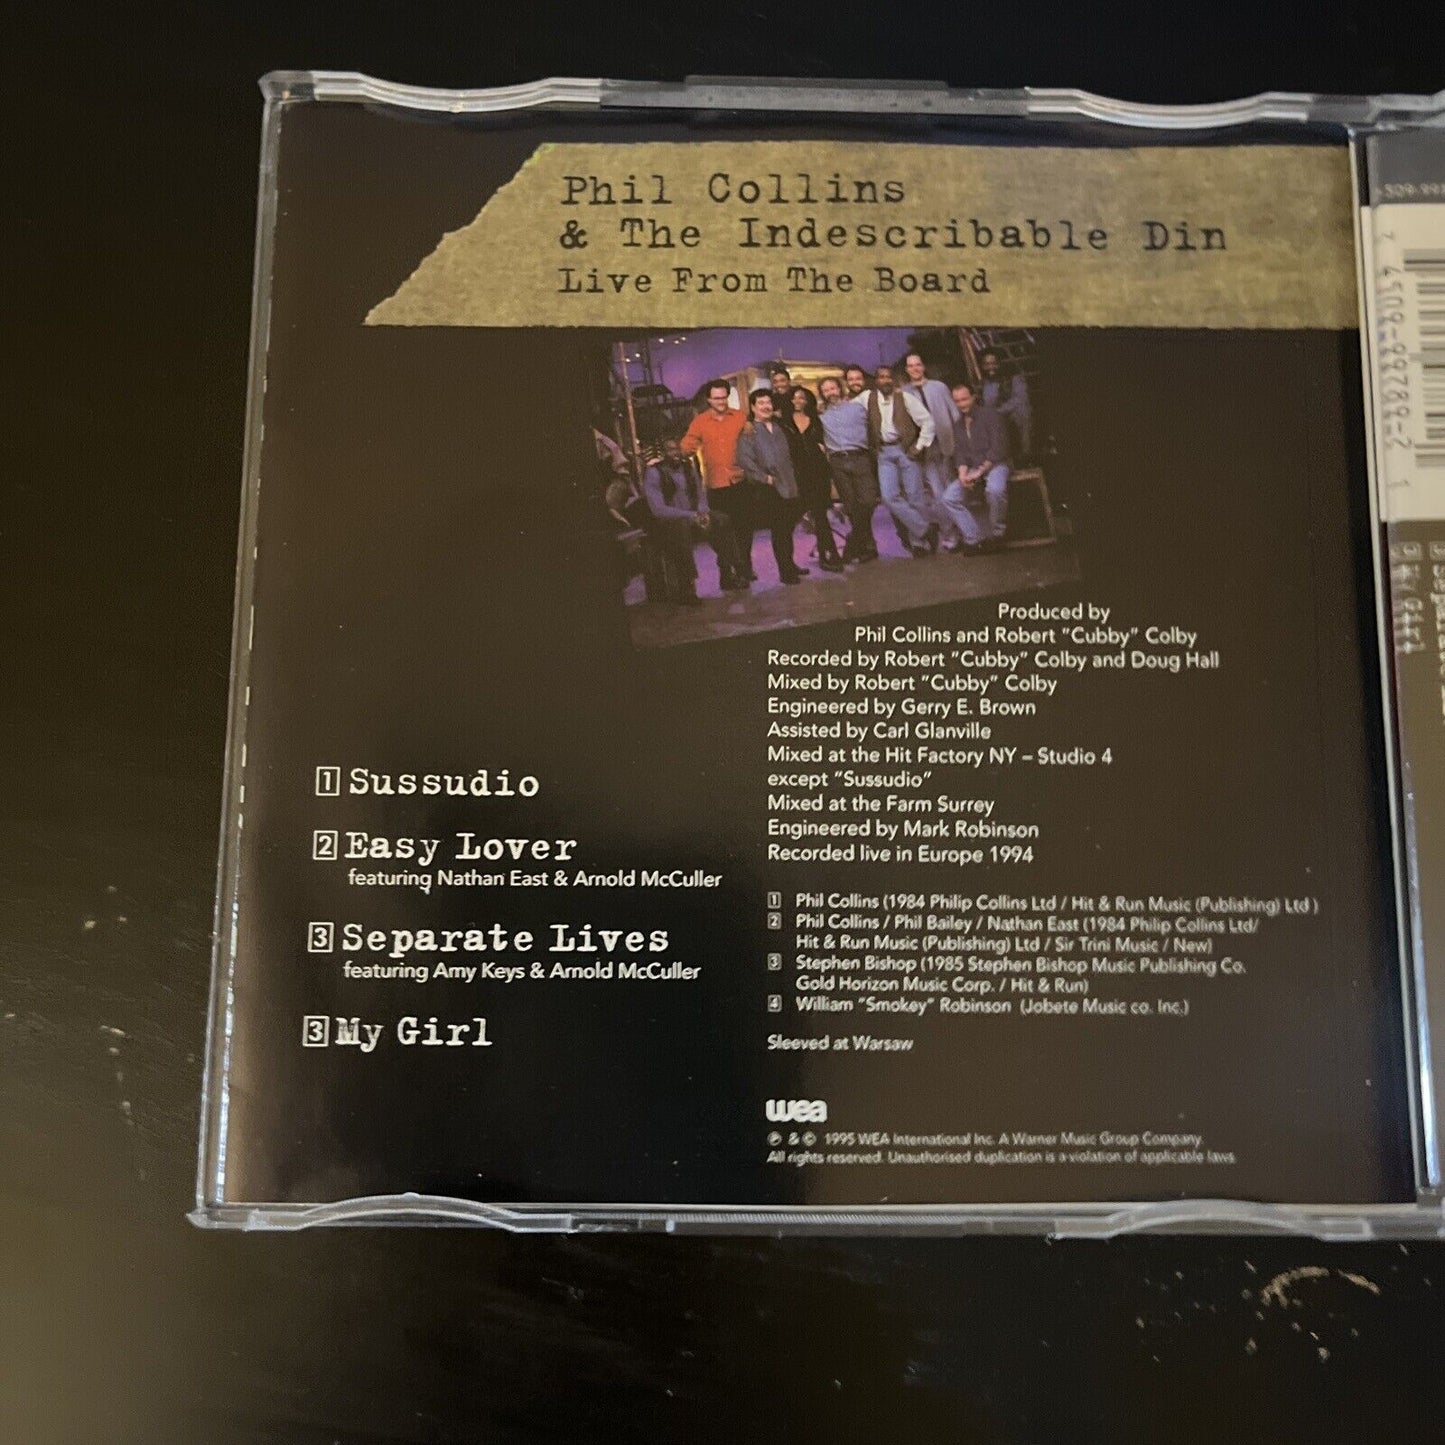 Phil Collins
& The Indescribable Din
Live From The Board
Produced by
Phil Collins and Robert "Cubby" Colby
Recorded by Robert "Cubby" Colby and Doug Hall
Mixed by Robert "Cubby" Colby
Engineered by Gerry E. Brown
Assisted by Carl Glanville
Mixed at the Hit Factory NY – Studio 4
except "Sussudio"
Mixed at the Farm Surrey
Engineered by Mark Robinson
Recorded live in Europe 1994
1 Sussudio
2 Easy Lover
featuring Nathan East & Arnold McCuller
3 Separate Lives
featuring Amy Keys & Arnold McCuller
3 My Girl
1 Phil Collins (1984 Philip Collins Ltd / Hit & Run Music (Publishing) Ltd )
2 Phil Collins / Phil Bailey / Nathan East (1984 Philip Collins Ltd/
Hit & Run Music (Publishing) Ltd / Sir Trini Music / New)
3 Stephen Bishop (1985 Stephen Bishop Music Publishing Co.
Gold Horizon Music Corp. / Hit & Run)
4 William "Smokey" Robinson (Jobete Music co. Inc.)
Sleeved at Warsaw
wea
℗ & © 1995 WEA International Inc. A Warner Music Group Company.
All rights reserved. Unauthorised duplication is a violation of applicable laws.
7 4509-99789-2 1